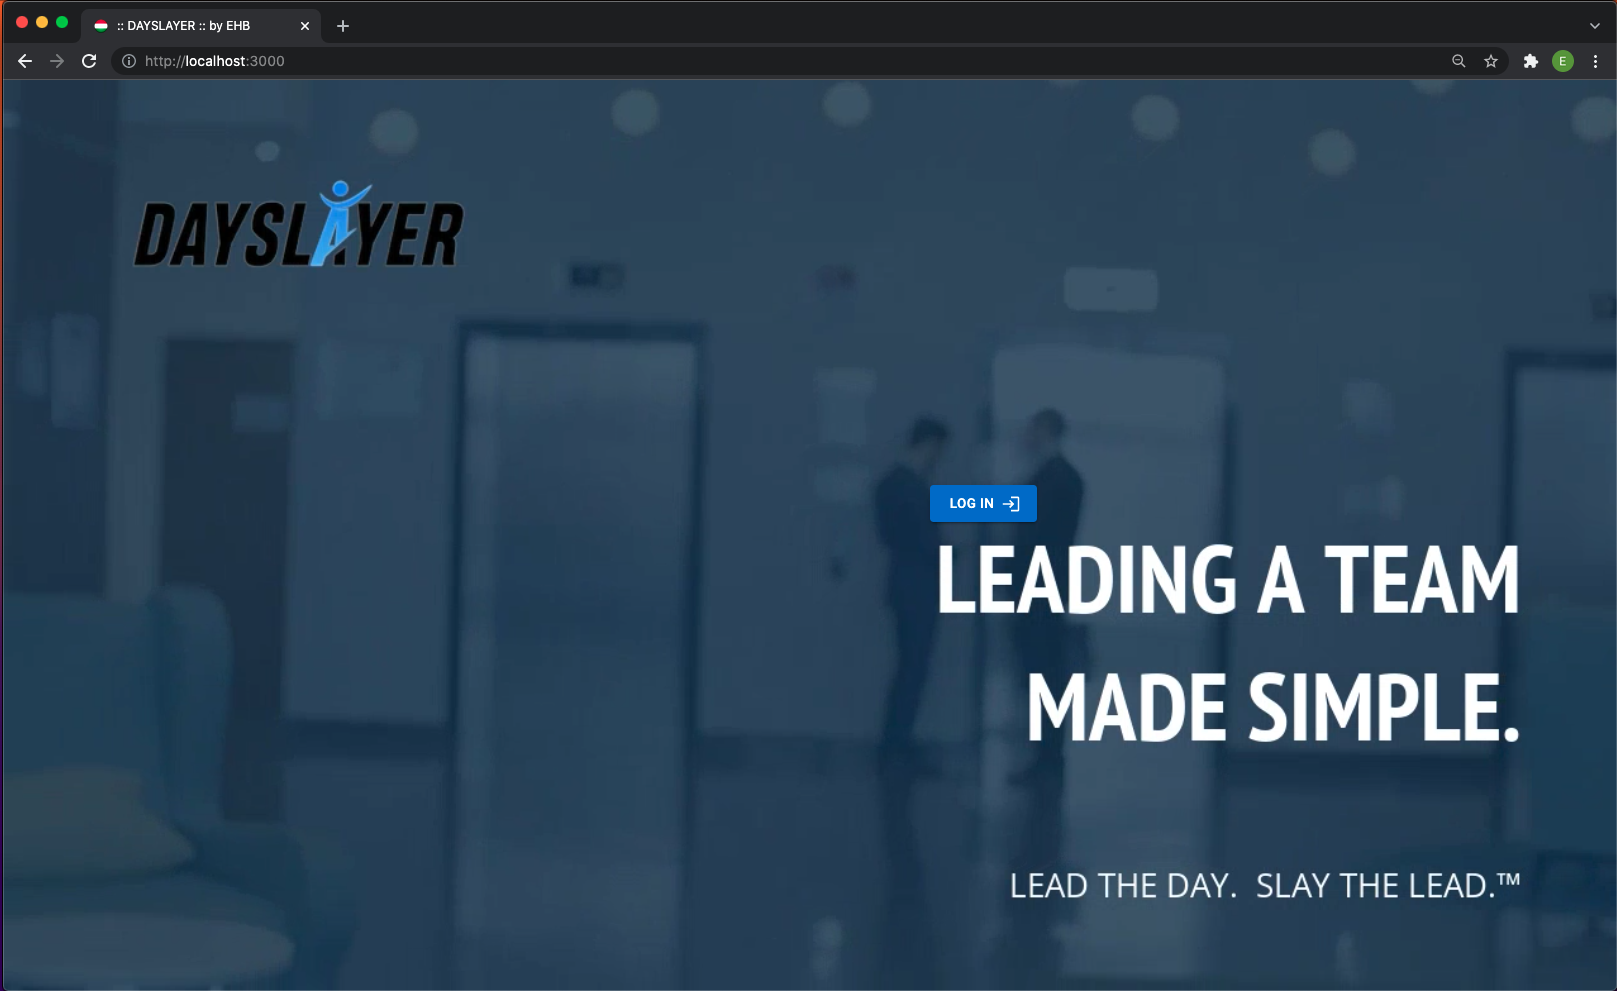 :: DAYSLAYER :: by EHB
http://localhost:3000
E
DAYSLAYER
LOG IN
LEADING A TEAM
MADE SIMPLE.
LEAD THE DAY.  SLAY THE LEAD.™